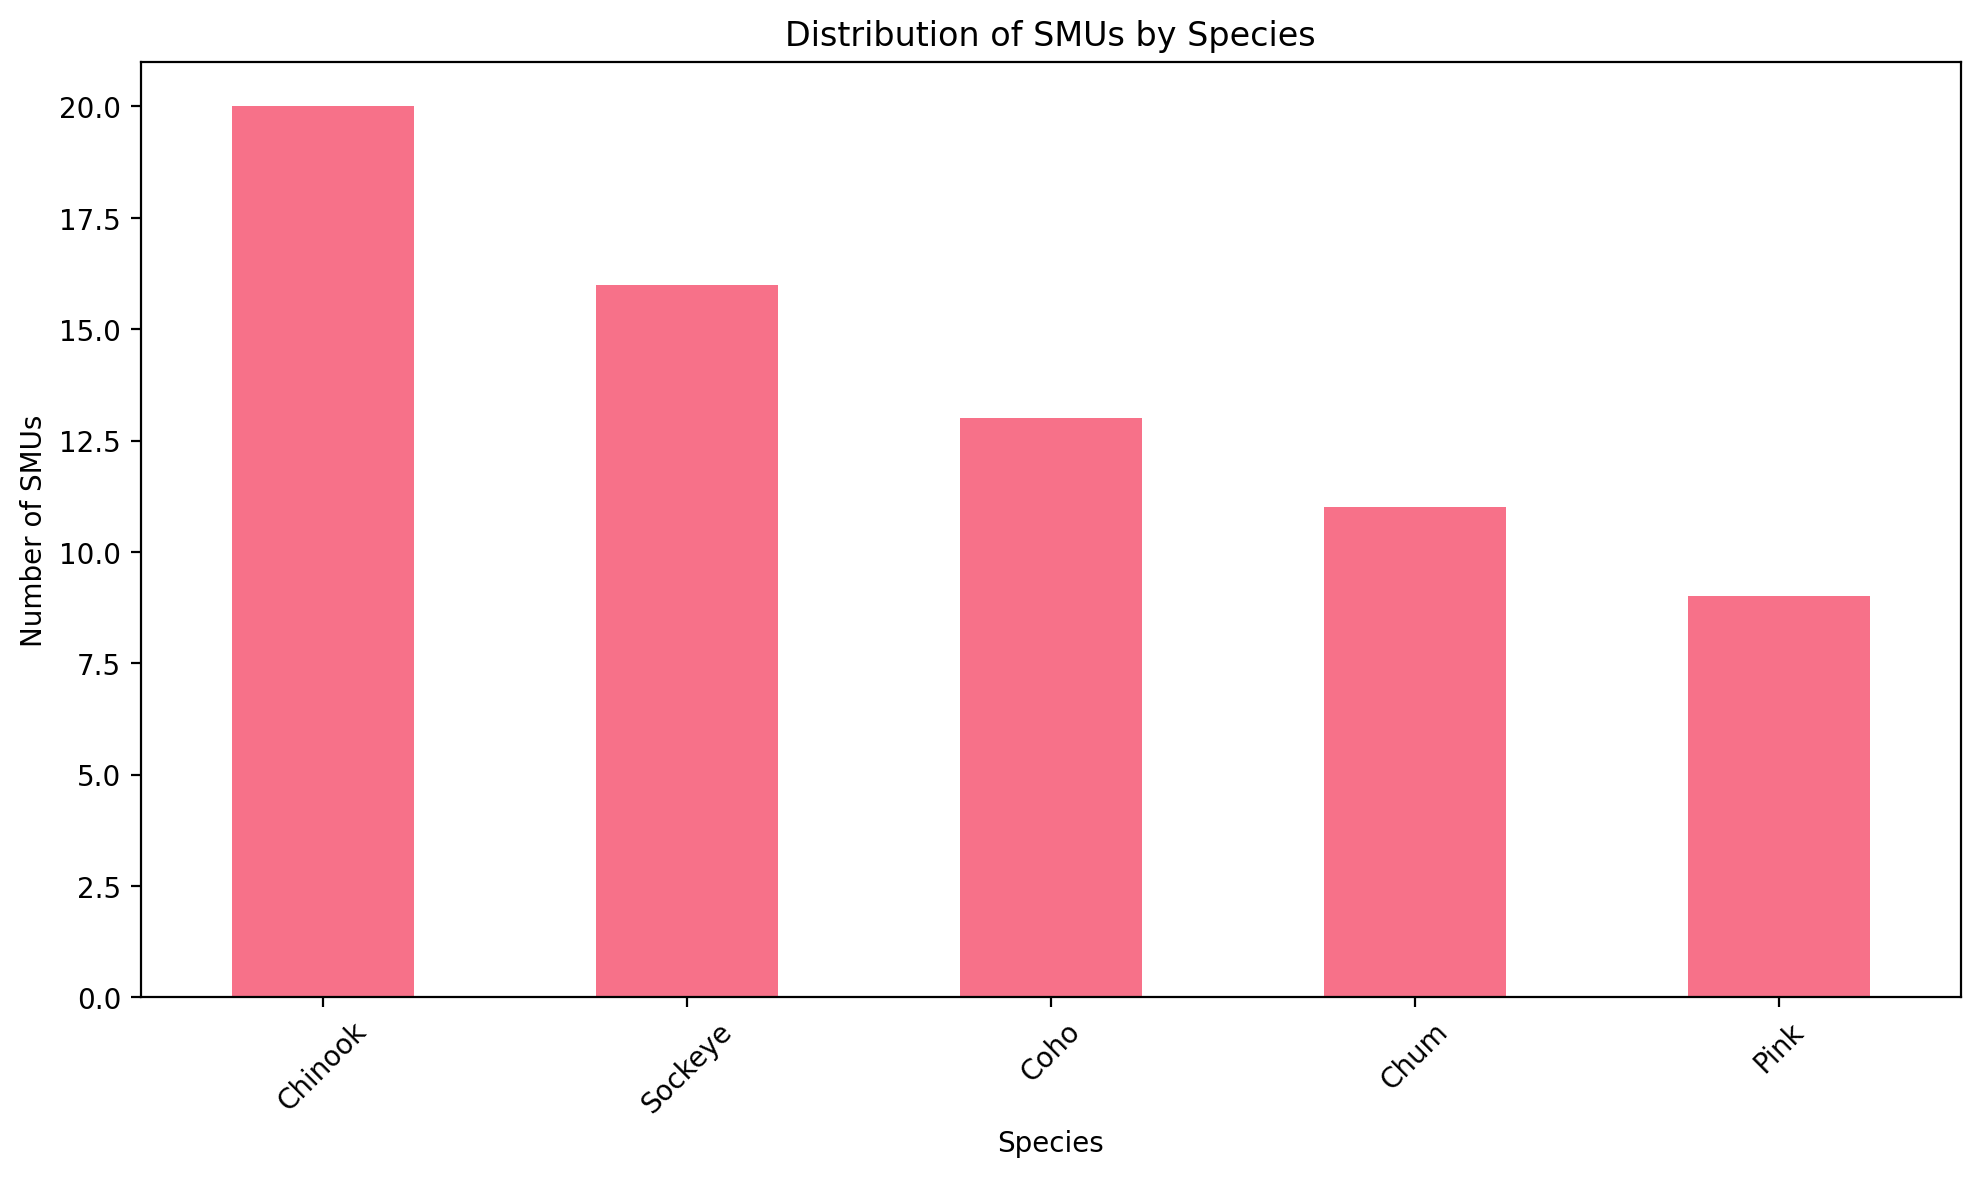 Distribution of SMUs by Species
Number of SMUs
20.0
17.5
15.0
12.5
10.0
7.5
5.0
2.5
0.0
Chinook
Sockeye
Coho
Chum
Pink
Species